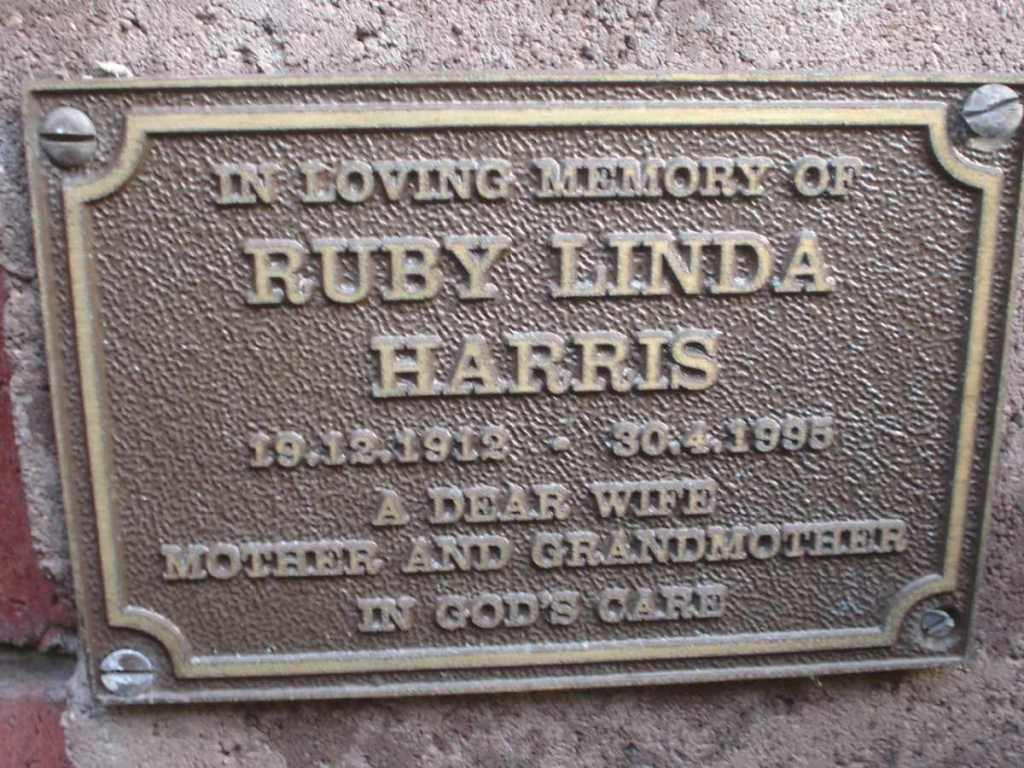 IN LOVING MEMORY OF
RUBY LINDA
HARRIS
19.12.1912 - 30.4.1995
A DEAR WIFE
MOTHER AND GRANDMOTHER
IN GOD'S CARE